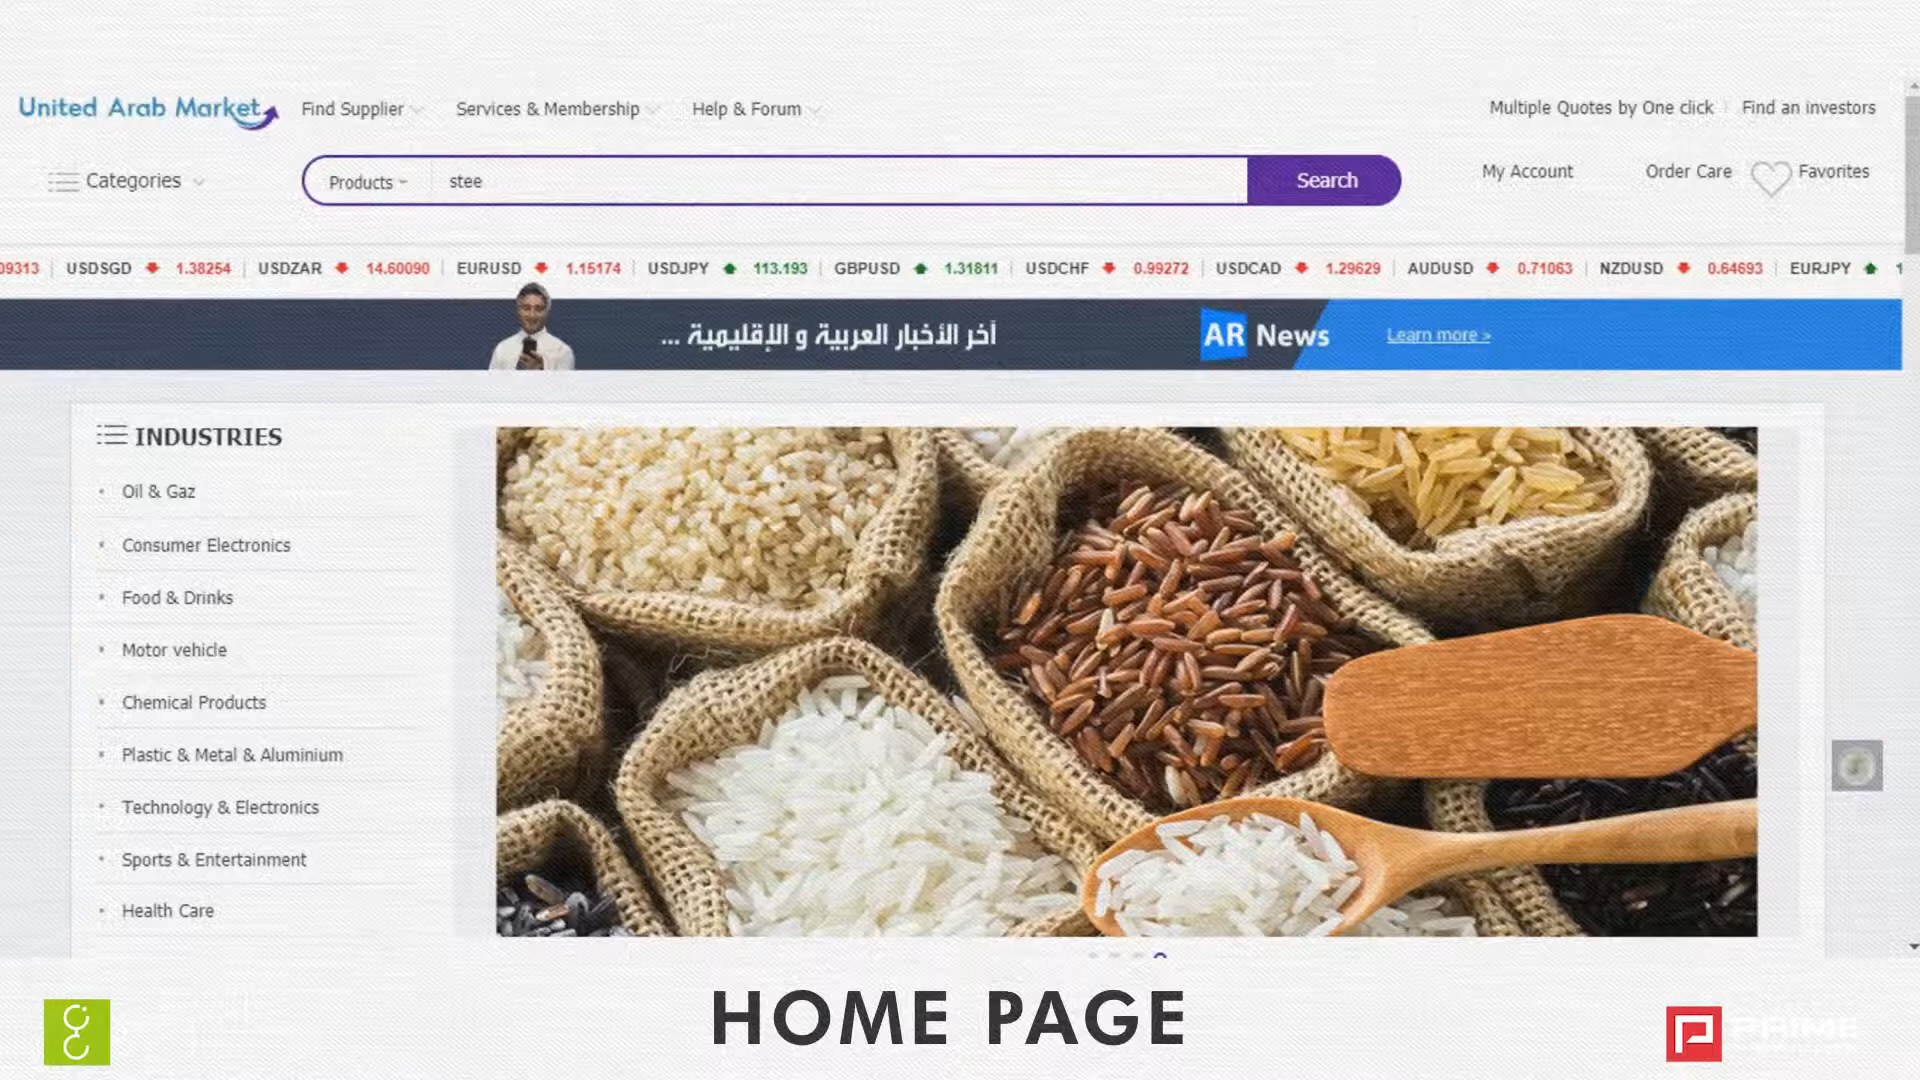 United Arab Market
Find Supplier
Services & Membership
Help & Forum
Multiple Quotes by One click
Find an investors
Categories
Products
stee
Search
My Account
Order Care
Favorites
09313
USDSGD 1.38254
USDZAR 14.60090
EURUSD 1.15174
USDJPY 113.193
GBPUSD 1.31811
USDCHF 0.99272
USDCAD 1.29629
AUDUSD 0.71063
NZDUSD 0.64693
EURJPY 1
آخر الأخبار العربية و الإقليمية ...
AR News
Learn more >
INDUSTRIES
Oil & Gaz
Consumer Electronics
Food & Drinks
Motor vehicle
Chemical Products
Plastic & Metal & Aluminium
Technology & Electronics
Sports & Entertainment
Health Care
HOME PAGE
PRIME